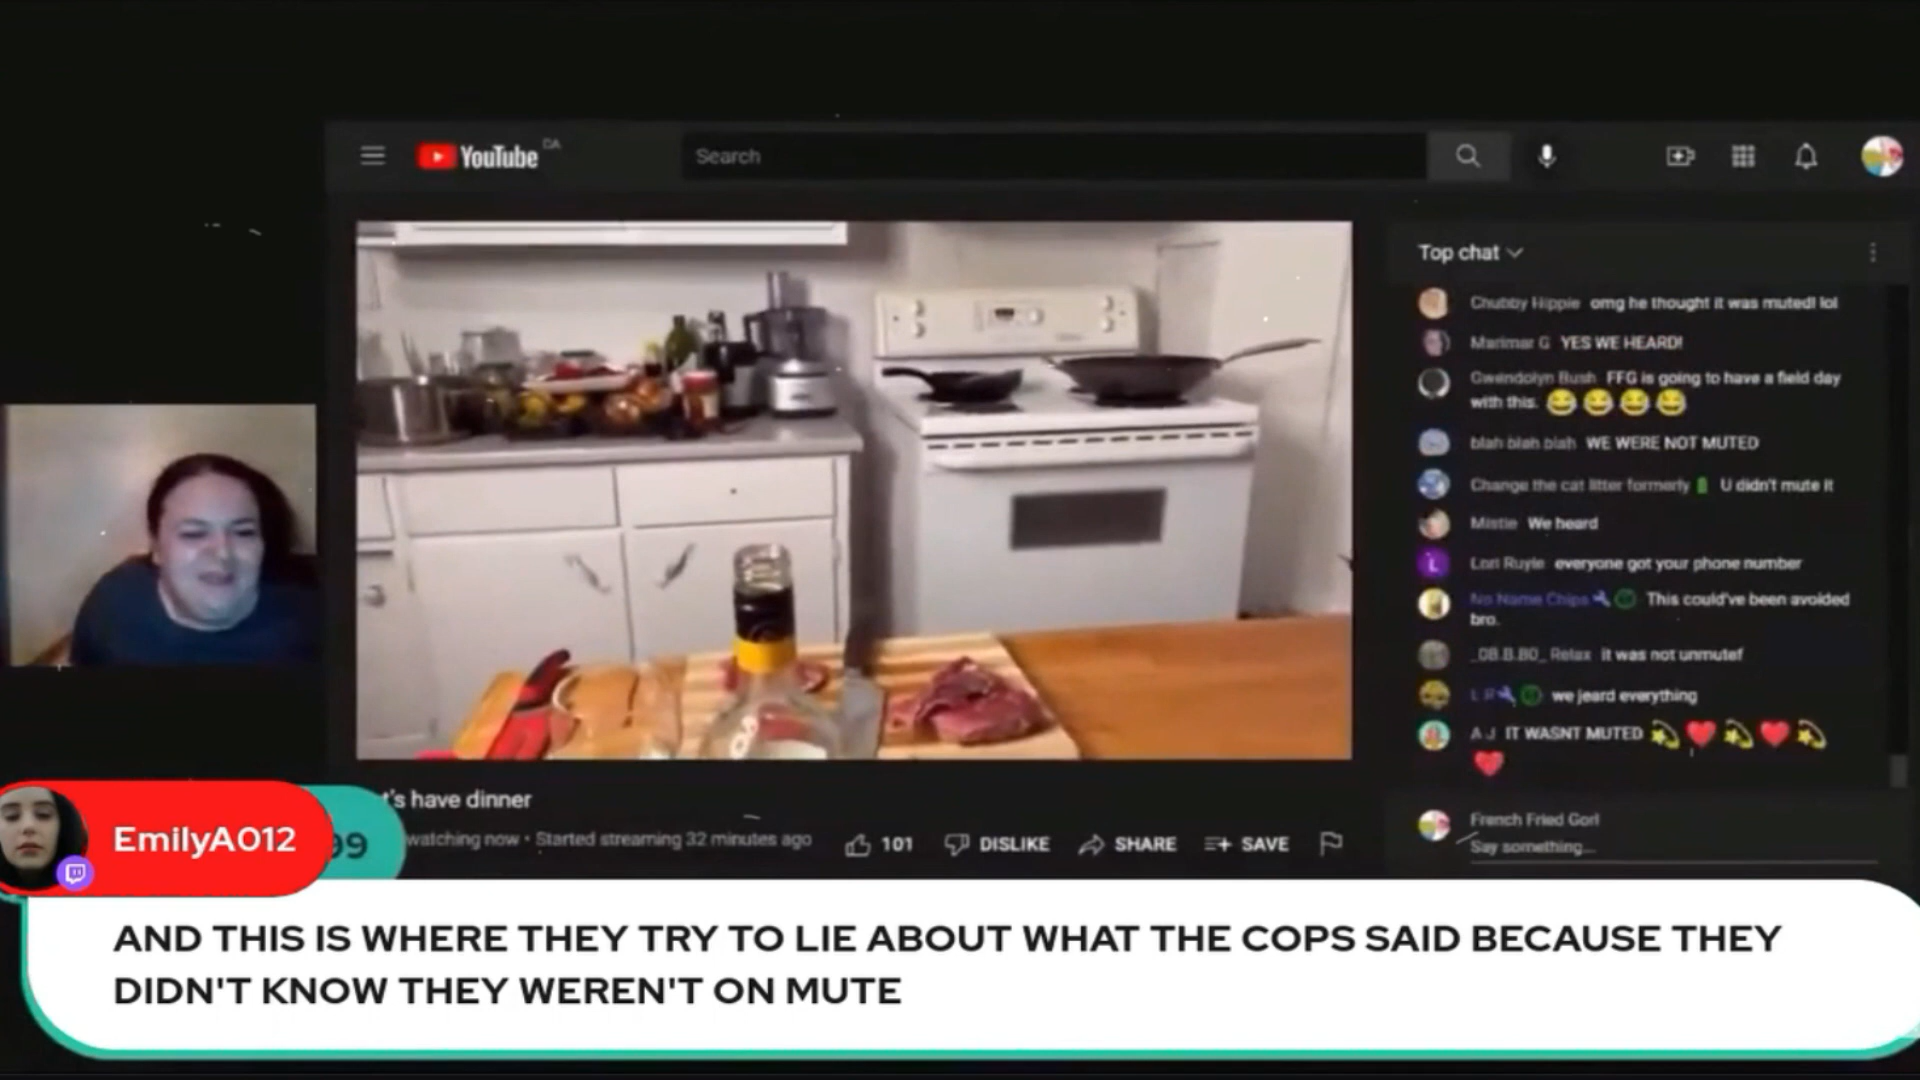 YouTube CA
Search
Top chat
Chubby Hippie omg he thought it was muted! lol
Marimar G YES WE HEARD!
Gwendolyn Bush FFG is going to have a field day
with this. 😂😂😂😂
blah blah blah WE WERE NOT MUTED
Change the cat litter formerly U didn't mute it
Mistie We heard
L
Lori Ruyle everyone got your phone number
No Name Chips This could've been avoided
bro.
_08.B.80_ Relax it was not unmutef
we jeard everything
A J IT WASNT MUTED 💫❤️💫❤️💫
❤️
t's have dinner
watching now • Started streaming 32 minutes ago
101
DISLIKE
SHARE
SAVE
French Fried Gorl
Say something...
EmilyA012
99
AND THIS IS WHERE THEY TRY TO LIE ABOUT WHAT THE COPS SAID BECAUSE THEY
DIDN'T KNOW THEY WEREN'T ON MUTE